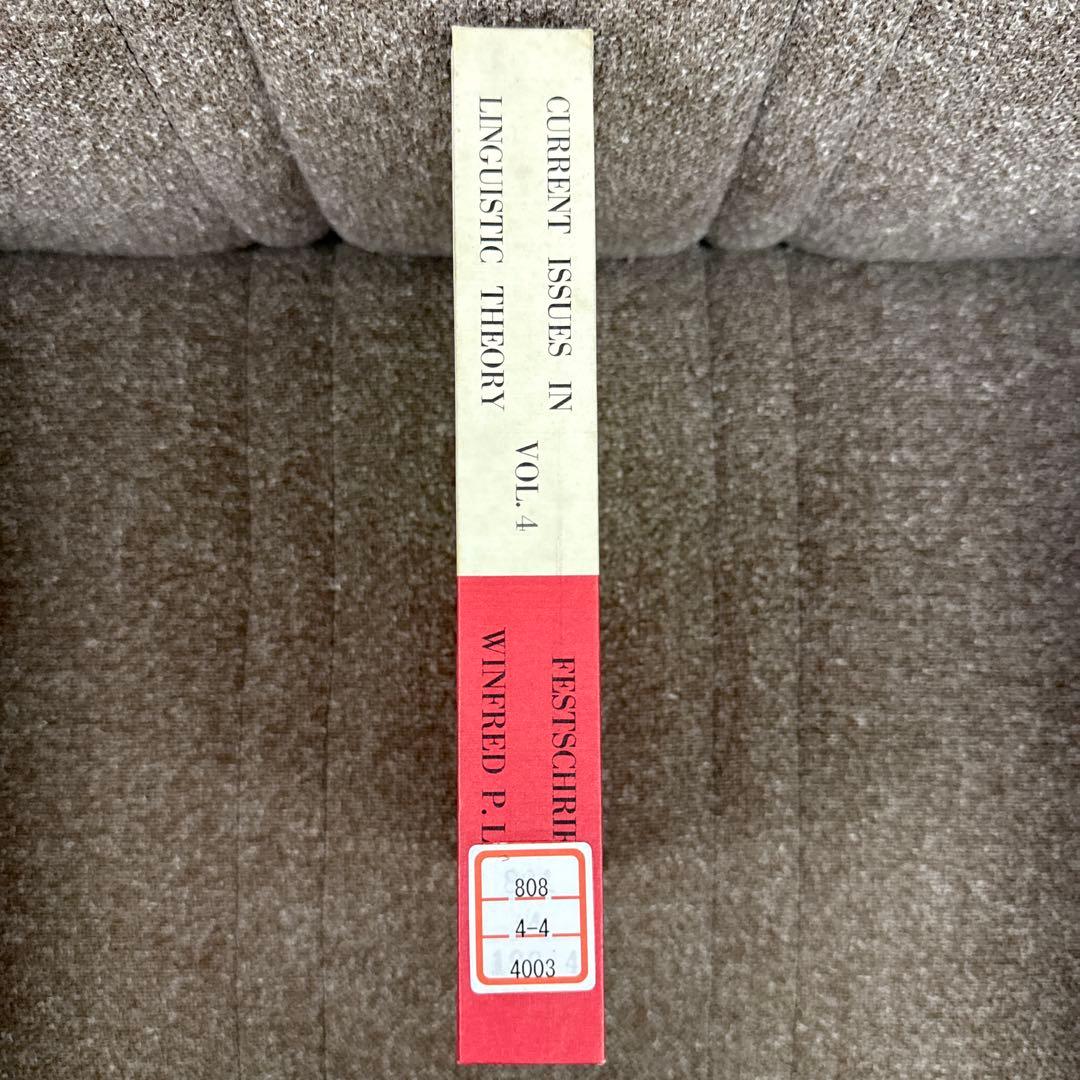 CURRENT ISSUES IN
LINGUISTIC THEORY
VOL. 4
FESTSCHRIF
WINFRED P. L
808
4-4
4003